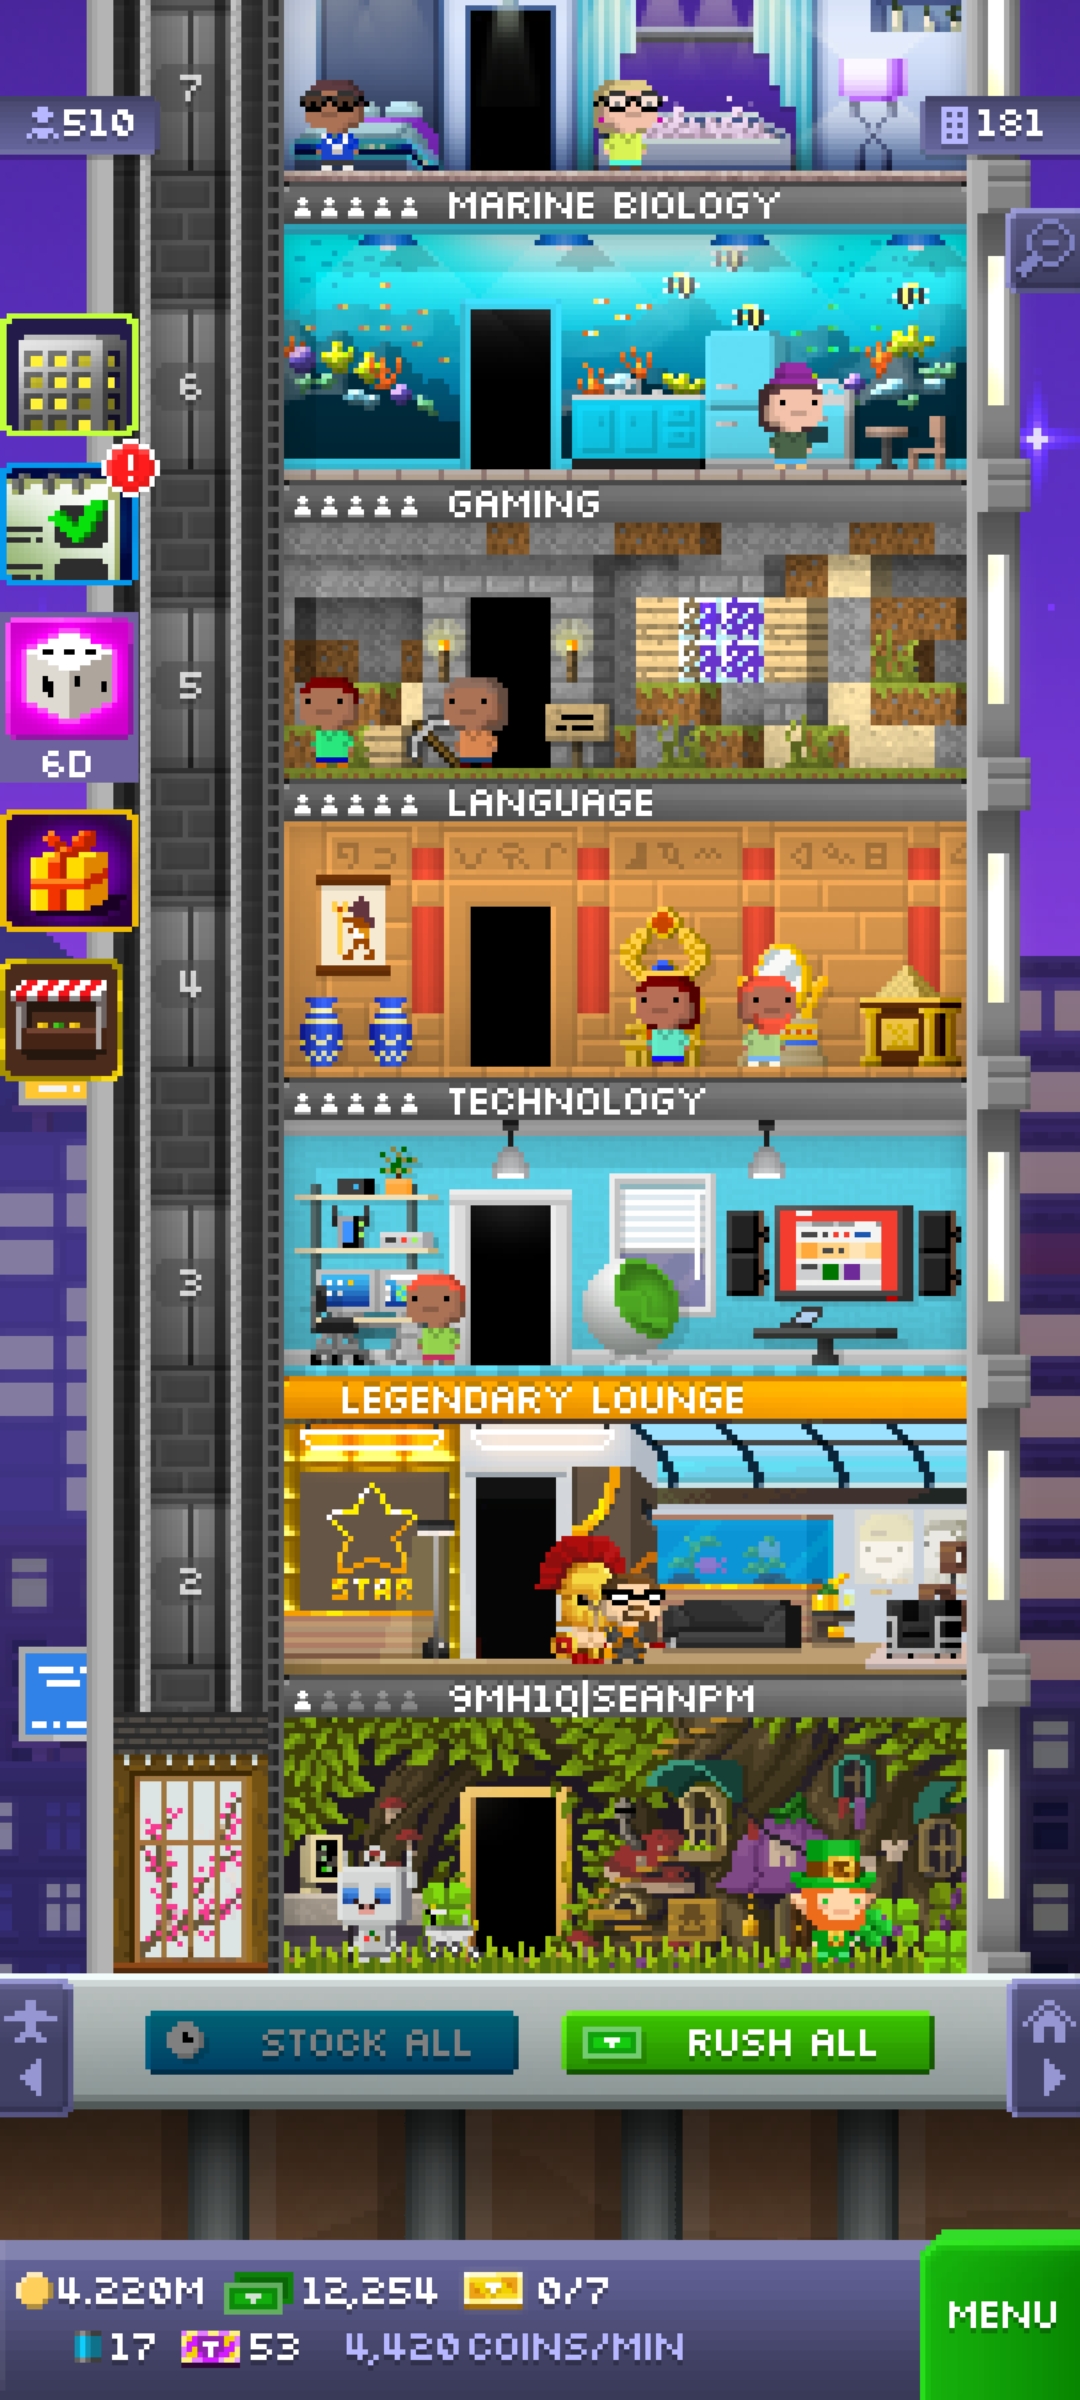 7
510
181
MARINE BIOLOGY
6
GAMING
5
6D
LANGUAGE
4
TECHNOLOGY
3
LEGENDARY LOUNGE
STAR
2
9MH1Q|SEANPM
STOCK ALL
RUSH ALL
4.220M 12,254 0/7
17 53 4,420 COINS/MIN
MENU